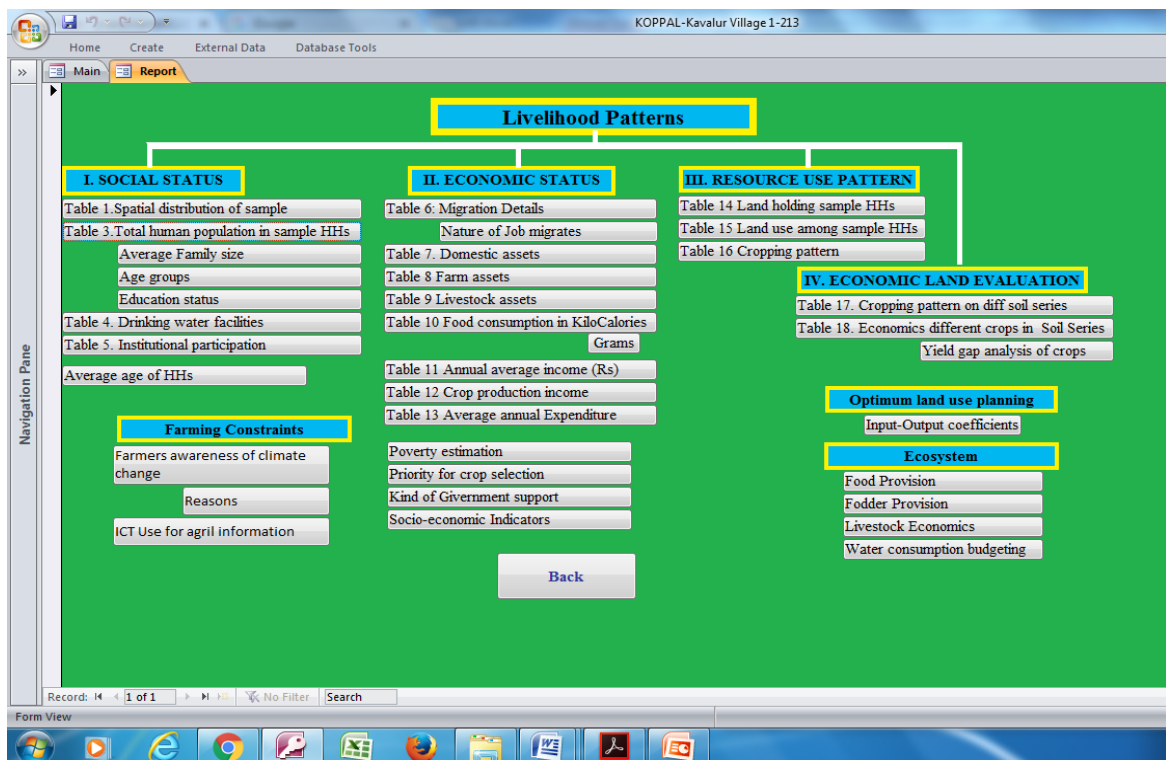 KOPPAL-Kavalur Village 1-213
Home Create External Data Database Tools
Main Report
Navigation Pane
Livelihood Patterns
I. SOCIAL STATUS
Table 1.Spatial distribution of sample
Table 3.Total human population in sample HHs
Average Family size
Age groups
Education status
Table 4. Drinking water facilities
Table 5. Institutional participation
Average age of HHs
Farming Constraints
Farmers awareness of climate
change
Reasons
ICT Use for agril information
II. ECONOMIC STATUS
Table 6: Migration Details
Nature of Job migrates
Table 7. Domestic assets
Table 8 Farm assets
Table 9 Livestock assets
Table 10 Food consumption in KiloCalories
Grams
Table 11 Annual average income (Rs)
Table 12 Crop production income
Table 13 Average annual Expenditure
Poverty estimation
Priority for crop selection
Kind of Givernment support
Socio-economic Indicators
Back
III. RESOURCE USE PATTERN
Table 14 Land holding sample HHs
Table 15 Land use among sample HHs
Table 16 Cropping pattern
IV. ECONOMIC LAND EVALUATION
Table 17. Cropping pattern on diff soil series
Table 18. Economics different crops in Soil Series
Yield gap analysis of crops
Optimum land use planning
Input-Output coefficients
Ecosystem
Food Provision
Fodder Provision
Livestock Economics
Water consumption budgeting
Record: 1 of 1 No Filter Search
Form View